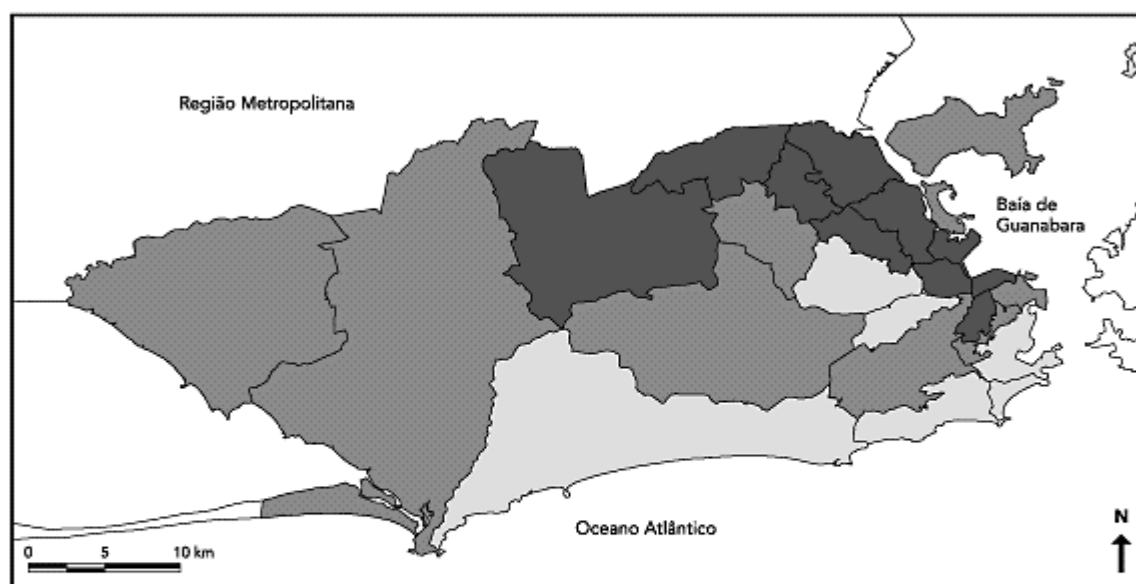 Região Metropolitana
Baía de
Guanabara
Oceano Atlântico
0 5 10 km
N